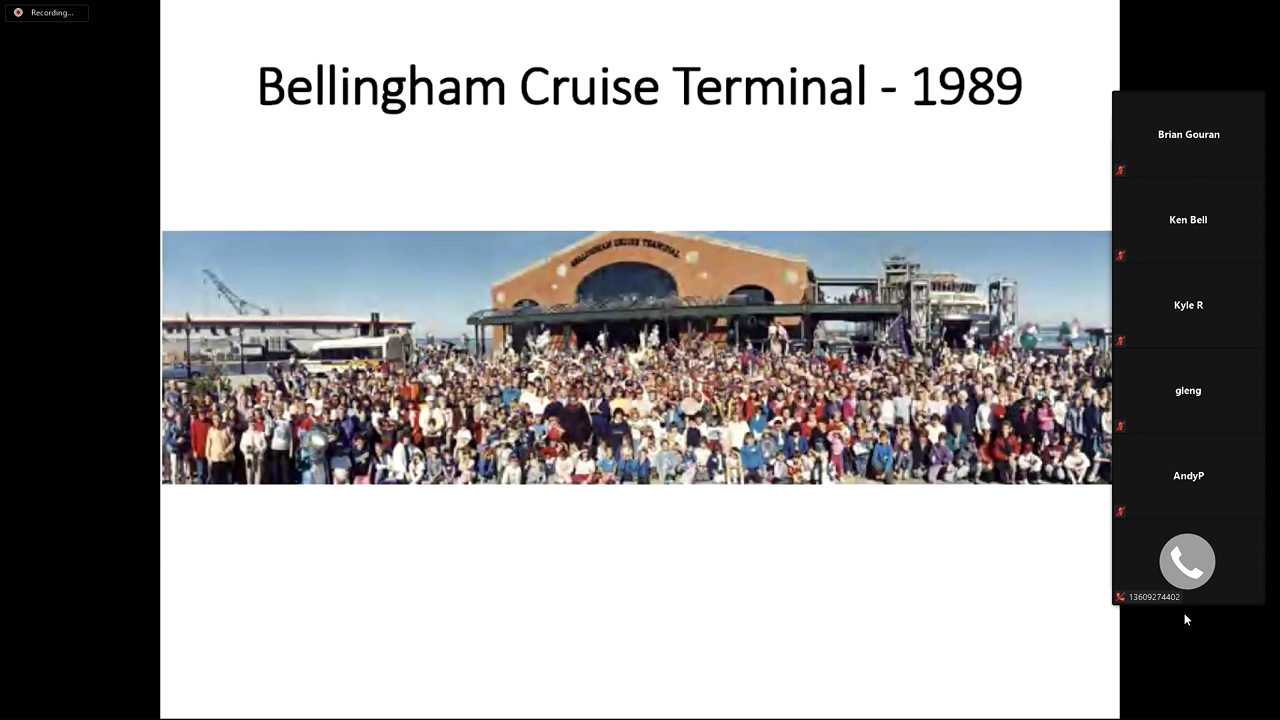 Recording...
Bellingham Cruise Terminal - 1989
BELLINGHAM CRUISE TERMINAL
Brian Gouran
Ken Bell
Kyle R
gleng
AndyP
13609274402